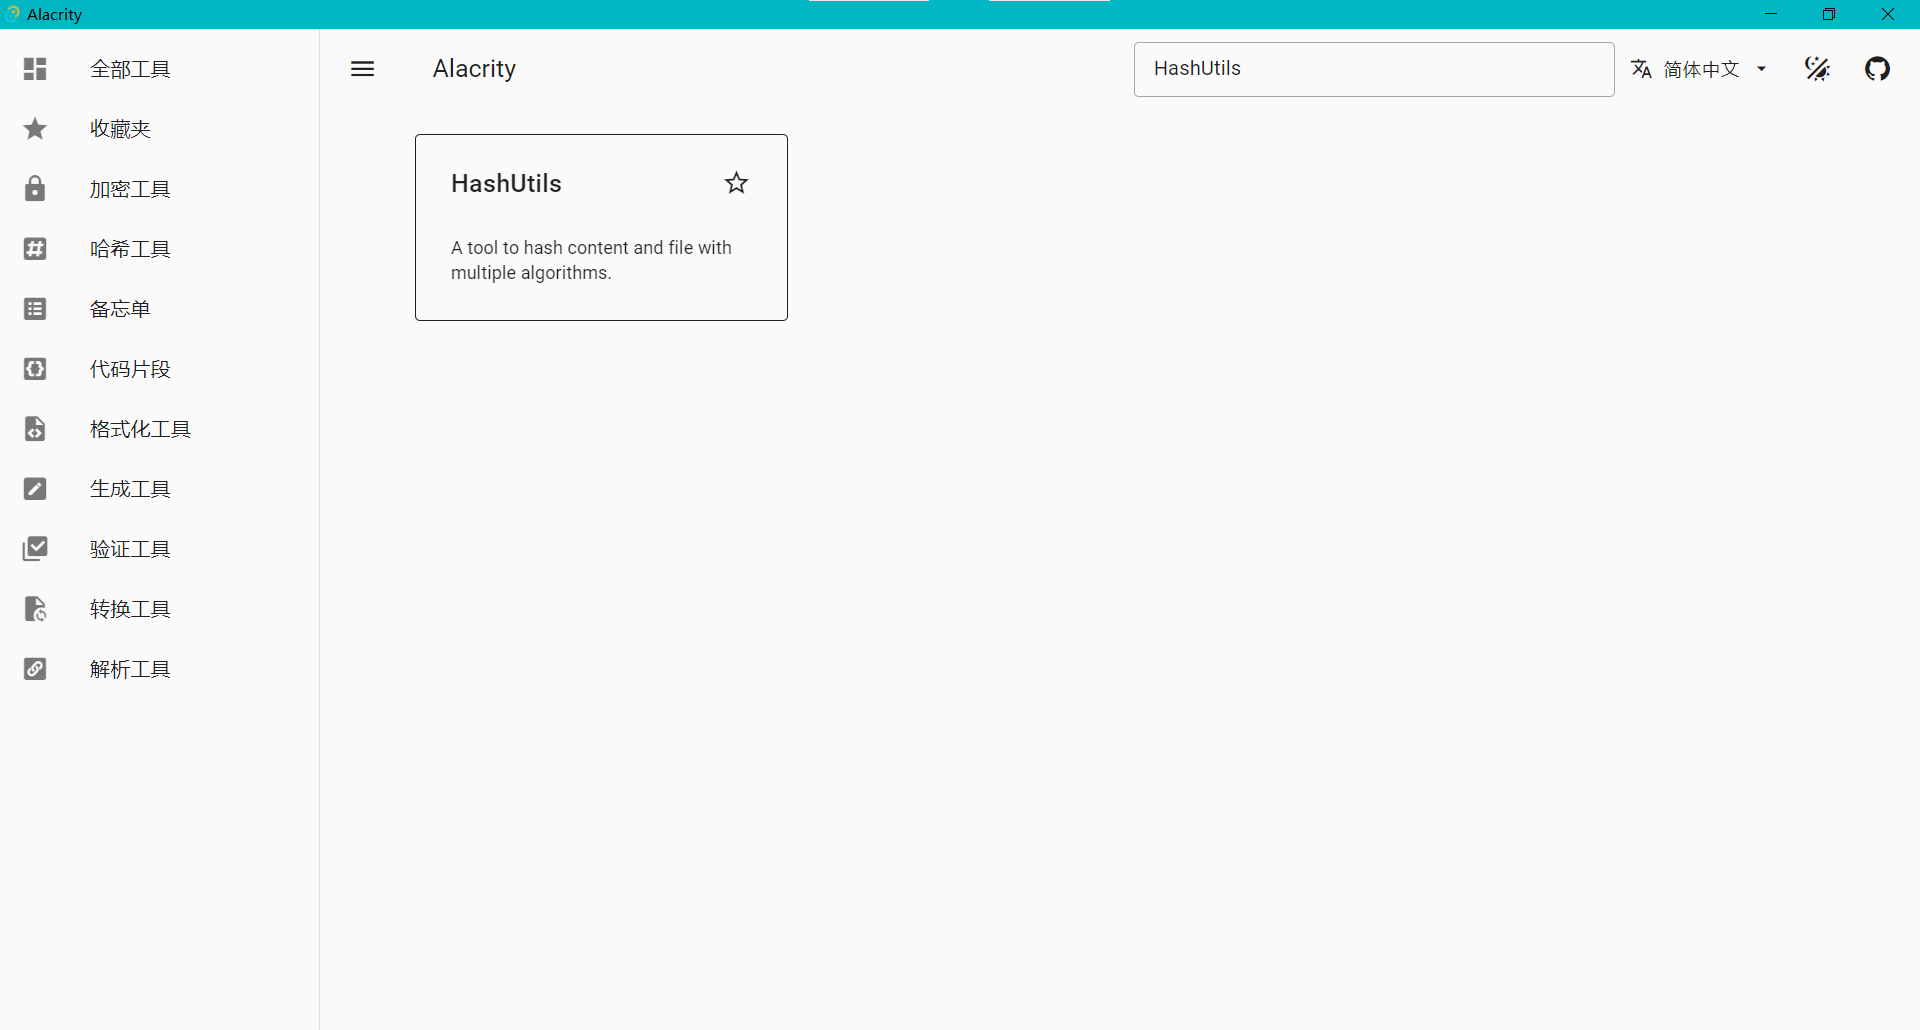 Alacrity
全部工具
收藏夹
加密工具
哈希工具
备忘单
代码片段
格式化工具
生成工具
验证工具
转换工具
解析工具
Alacrity
HashUtils
简体中文
HashUtils
A tool to hash content and file with
multiple algorithms.